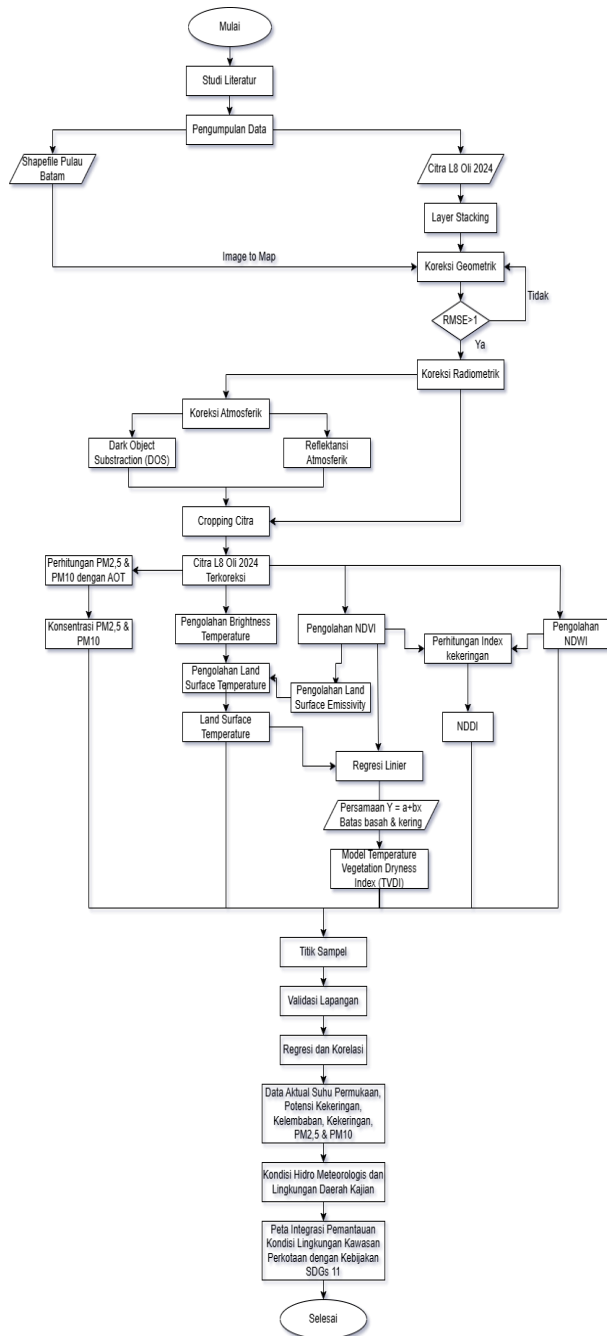 Mulai
Studi Literatur
Pengumpulan Data
Shapefile Pulau
Batam
Citra L8 Oli 2024
Layer Stacking
Image to Map
Koreksi Geometrik
Tidak
RMSE>1
Ya
Koreksi Radiometrik
Koreksi Atmosferik
Dark Object
Substraction (DOS)
Reflektansi
Atmosferik
Cropping Citra
Perhitungan PM2,5 &
PM10 dengan AOT
Citra L8 Oli 2024
Terkoreksi
Konsentrasi PM2,5 &
PM10
Pengolahan Brightness
Temperature
Pengolahan NDVI
Perhitungan Index
kekeringan
Pengolahan
NDWI
Pengolahan Land
Surface Temperature
Pengolahan Land
Surface Emissivity
Land Surface
Temperature
NDDI
Regresi Linier
Persamaan Y = a+bx
Batas basah & kering
Model Temperature
Vegetation Dryness
Index (TVDI)
Titik Sampel
Validasi Lapangan
Regresi dan Korelasi
Data Aktual Suhu Permukaan,
Potensi Kekeringan,
Kelembaban, Kekeringan,
PM2,5 & PM10
Kondisi Hidro Meteorologis dan
Lingkungan Daerah Kajian
Peta Integrasi Pemantauan
Kondisi Lingkungan Kawasan
Perkotaan dengan Kebijakan
SDGs 11
Selesai